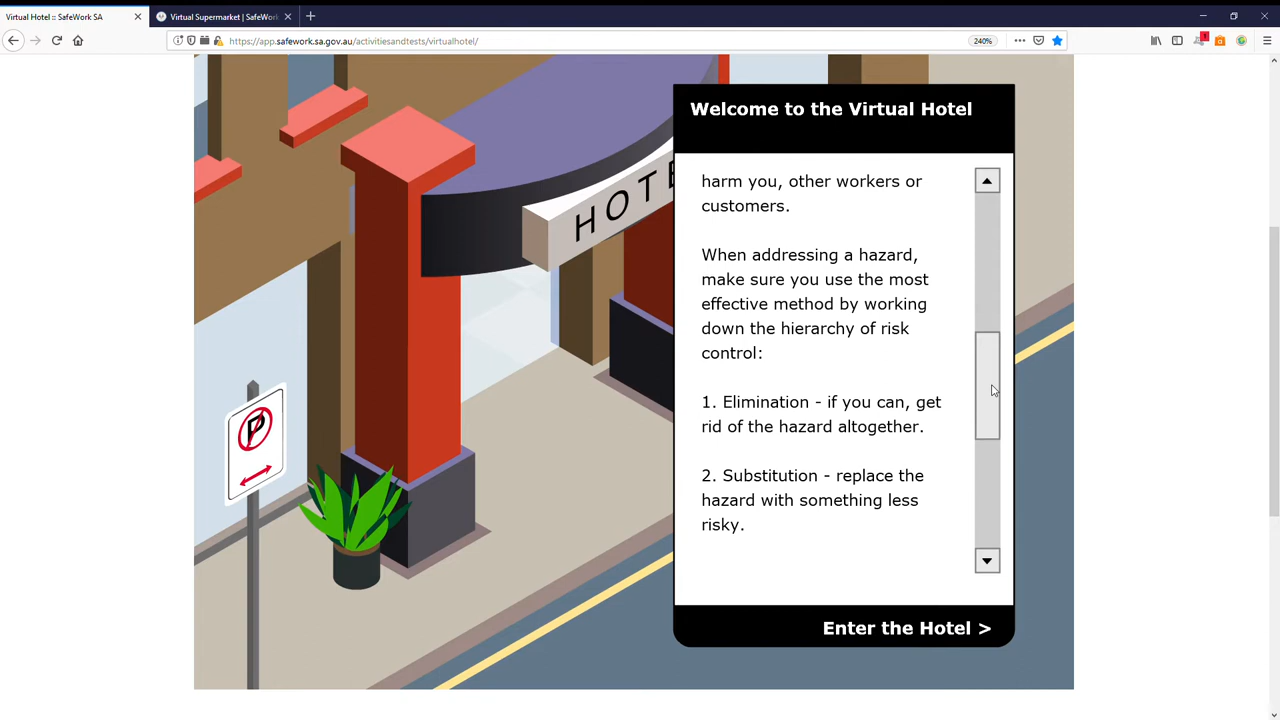 Virtual Hotel :: SafeWork SA
Virtual Supermarket | SafeWork
https://app.safework.sa.gov.au/activitiesandtests/virtualhotel/
240%
HOTE
P
Welcome to the Virtual Hotel
harm you, other workers or
customers.
When addressing a hazard,
make sure you use the most
effective method by working
down the hierarchy of risk
control:
1. Elimination - if you can, get
rid of the hazard altogether.
2. Substitution - replace the
hazard with something less
risky.
Enter the Hotel >